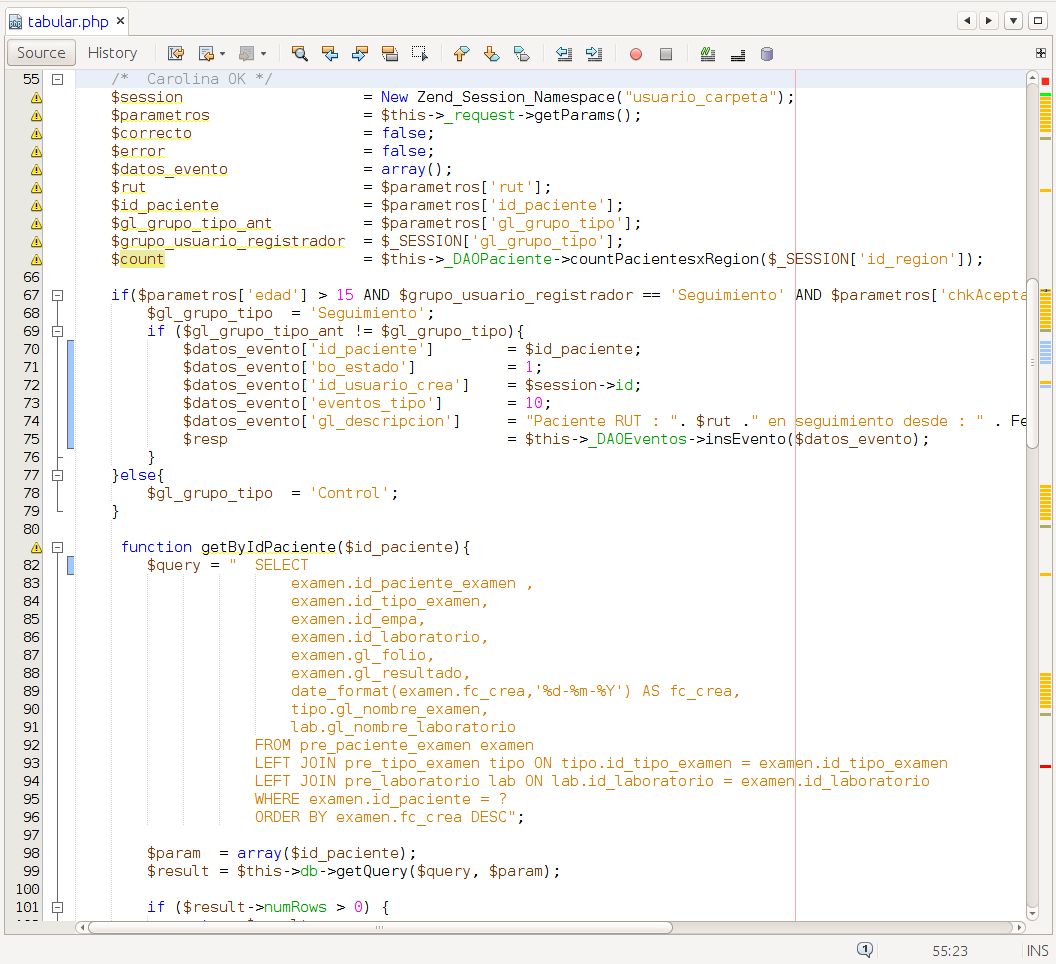 tabular.php
Source History
55 /*  Carolina OK */
$session = New Zend_Session_Namespace("usuario_carpeta");
$parametros = $this->_request->getParams();
$correcto = false;
$error = false;
$datos_evento = array();
$rut = $parametros['rut'];
$id_paciente = $parametros['id_paciente'];
$gl_grupo_tipo_ant = $parametros['gl_grupo_tipo'];
$grupo_usuario_registrador = $_SESSION['gl_grupo_tipo'];
$count = $this->_DAOPaciente->countPacientesxRegion($_SESSION['id_region']);
66
67 if($parametros['edad'] > 15 AND $grupo_usuario_registrador == 'Seguimiento' AND $parametros['chkAcepta
68 $gl_grupo_tipo  = 'Seguimiento';
69 if ($gl_grupo_tipo_ant != $gl_grupo_tipo){
70 $datos_evento['id_paciente'] = $id_paciente;
71 $datos_evento['bo_estado'] = 1;
72 $datos_evento['id_usuario_crea'] = $session->id;
73 $datos_evento['eventos_tipo'] = 10;
74 $datos_evento['gl_descripcion'] = "Paciente RUT : ". $rut ." en seguimiento desde : " . Fe
75 $resp = $this->_DAOEventos->insEvento($datos_evento);
76 }
77 }else{
78 $gl_grupo_tipo  = 'Control';
79 }
80
function getByIdPaciente($id_paciente){
82 $query = "  SELECT
83 examen.id_paciente_examen ,
84 examen.id_tipo_examen,
85 examen.id_empa,
86 examen.id_laboratorio,
87 examen.gl_folio,
88 examen.gl_resultado,
89 date_format(examen.fc_crea,'%d-%m-%Y') AS fc_crea,
90 tipo.gl_nombre_examen,
91 lab.gl_nombre_laboratorio
92 FROM pre_paciente_examen examen
93 LEFT JOIN pre_tipo_examen tipo ON tipo.id_tipo_examen = examen.id_tipo_examen
94 LEFT JOIN pre_laboratorio lab ON lab.id_laboratorio = examen.id_laboratorio
95 WHERE examen.id_paciente = ?
96 ORDER BY examen.fc_crea DESC";
97
98 $param  = array($id_paciente);
99 $result = $this->db->getQuery($query, $param);
100
101 if ($result->numRows > 0) {
1 55:23 INS